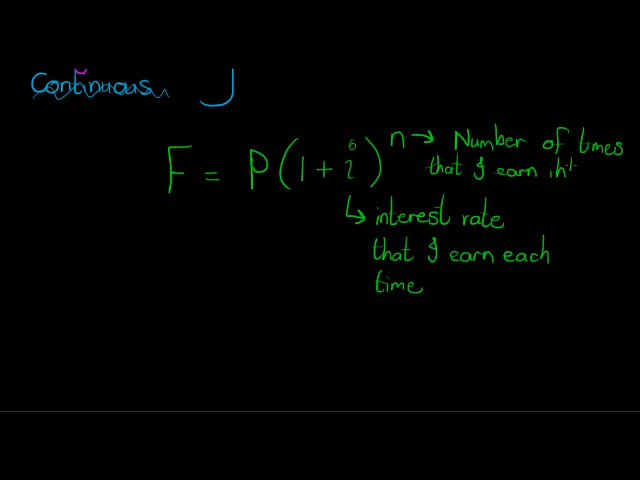 Continuous J
F = P(1 + i)^n → Number of times
that I earn int
↳ interest rate
that I earn each
time